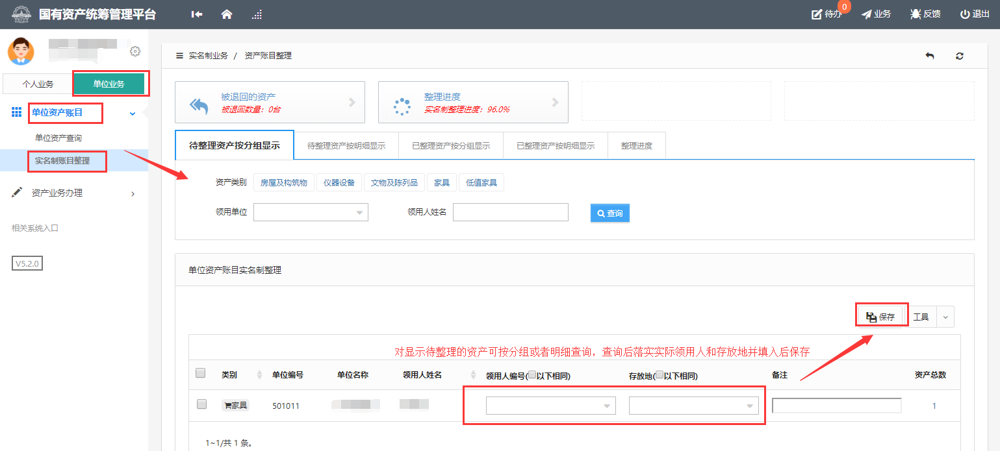 国有资产统筹管理平台
待办 0 业务 反馈 退出
个人业务 单位业务
单位资产账目
单位资产查询
实名制账目整理
资产业务办理
相关系统入口
V5.2.0
实名制业务 / 资产账目整理
被退回的资产
被退回数量：0台
整理进度
实名制整理进度：96.0%
待整理资产按分组显示 待整理资产按明细显示 已整理资产按分组显示 已整理资产按明细显示 整理进度
资产类别 房屋及构筑物 仪器设备 文物及陈列品 家具 低值家具
领用单位 领用人姓名 查询
单位资产账目实名制整理
保存 工具
对显示待整理的资产可按分组或者明细查询，查询后落实实际领用人和存放地并填入后保存
类别 单位编号 单位名称 领用人姓名 领用人编号(以下相同) 存放地(以下相同) 备注 资产总数
家具 501011 1
1~1/共 1 条。